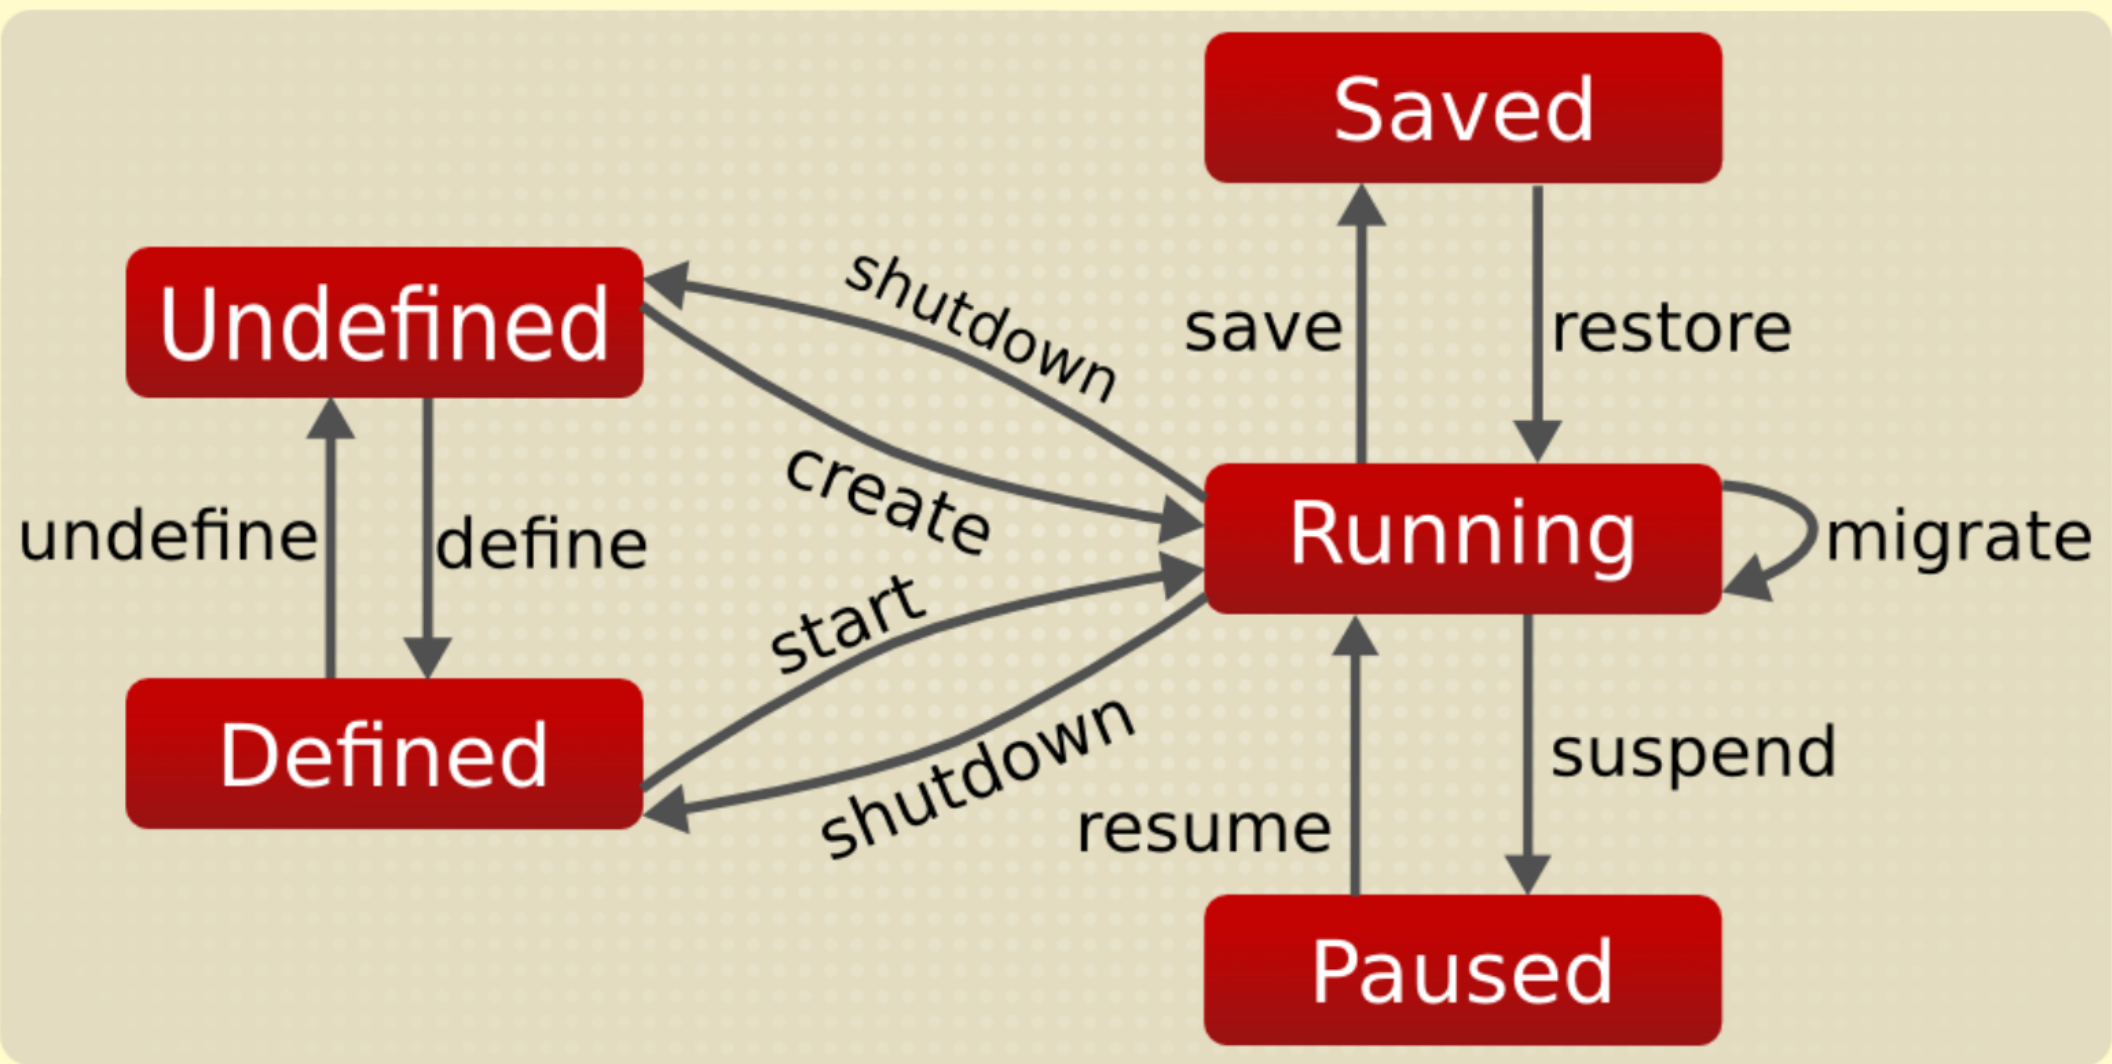 Saved
Undefined
shutdown
save
restore
create
Running
migrate
undefine
define
start
Defined
shutdown
suspend
resume
Paused